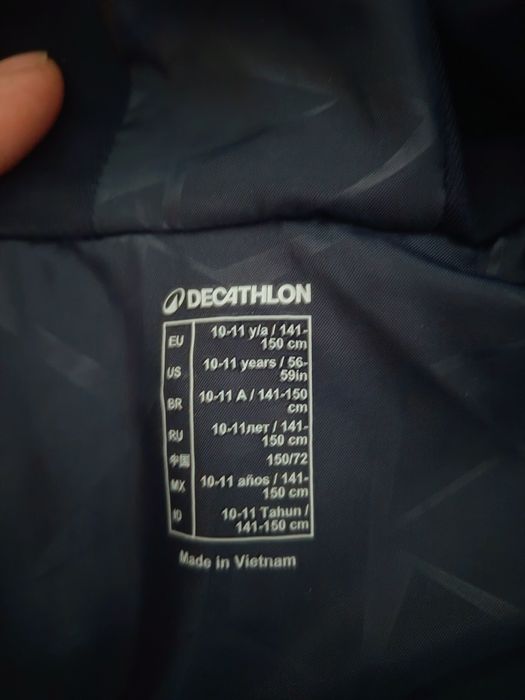 DECATHLON
EU 10-11 y/a / 141-
150 cm
US 10-11 years / 56-
59in
BR 10-11 A / 141-150
cm
RU 10-11лет / 141-
150 cm
中国 150/72
MX 10-11 años / 141-
150 cm
ID 10-11 Tahun /
141-150 cm
Made in Vietnam